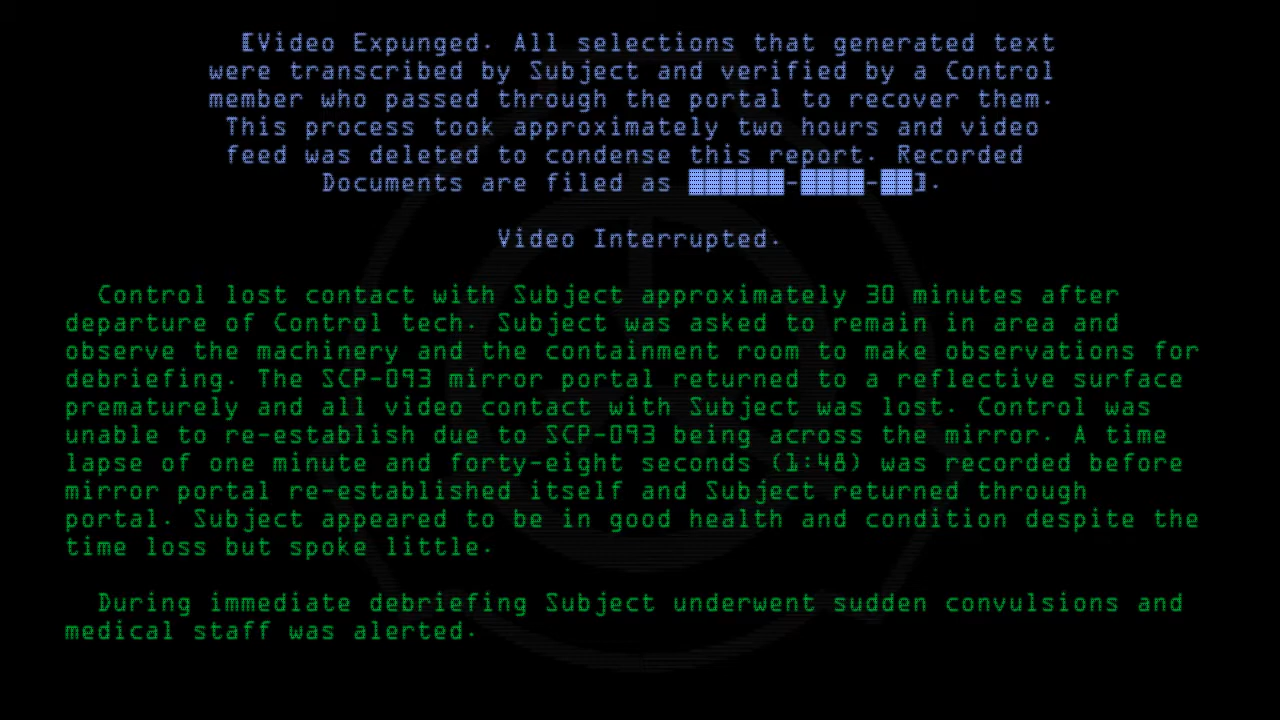 [Video Expunged. All selections that generated text
were transcribed by Subject and verified by a Control
member who passed through the portal to recover them.
This process took approximately two hours and video
feed was deleted to condense this report. Recorded
Documents are filed as ▓▓▓▓▓▓-▓▓▓▓-▓▓].
Video Interrupted.
Control lost contact with Subject approximately 30 minutes after
departure of Control tech. Subject was asked to remain in area and
observe the machinery and the containment room to make observations for
debriefing. The SCP-093 mirror portal returned to a reflective surface
prematurely and all video contact with Subject was lost. Control was
unable to re-establish due to SCP-093 being across the mirror. A time
lapse of one minute and forty-eight seconds (1:48) was recorded before
mirror portal re-established itself and Subject returned through
portal. Subject appeared to be in good health and condition despite the
time loss but spoke little.
During immediate debriefing Subject underwent sudden convulsions and
medical staff was alerted.